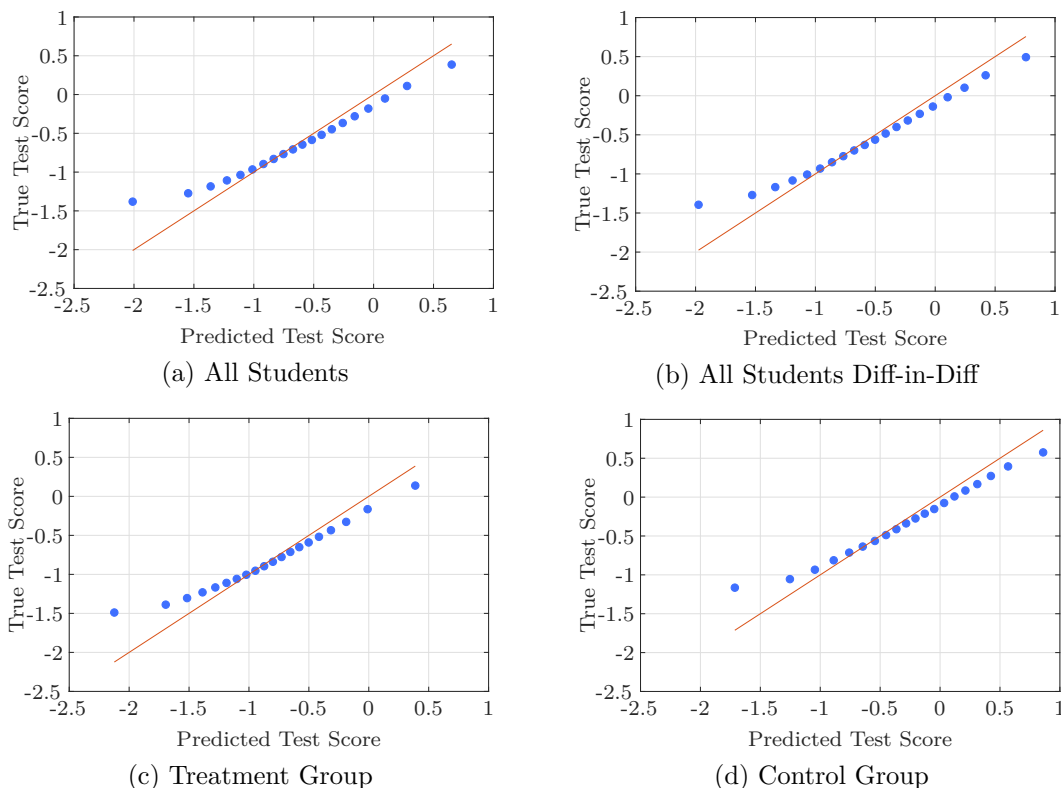 True Test Score
1
0.5
0
-0.5
-1
-1.5
-2
-2.5
-2.5 -2 -1.5 -1 -0.5 0 0.5 1
Predicted Test Score
(a) All Students
True Test Score
1
0.5
0
-0.5
-1
-1.5
-2
-2.5
-2.5 -2 -1.5 -1 -0.5 0 0.5 1
Predicted Test Score
(b) All Students Diff-in-Diff
True Test Score
1
0.5
0
-0.5
-1
-1.5
-2
-2.5
-2.5 -2 -1.5 -1 -0.5 0 0.5 1
Predicted Test Score
(c) Treatment Group
True Test Score
1
0.5
0
-0.5
-1
-1.5
-2
-2.5
-2.5 -2 -1.5 -1 -0.5 0 0.5 1
Predicted Test Score
(d) Control Group